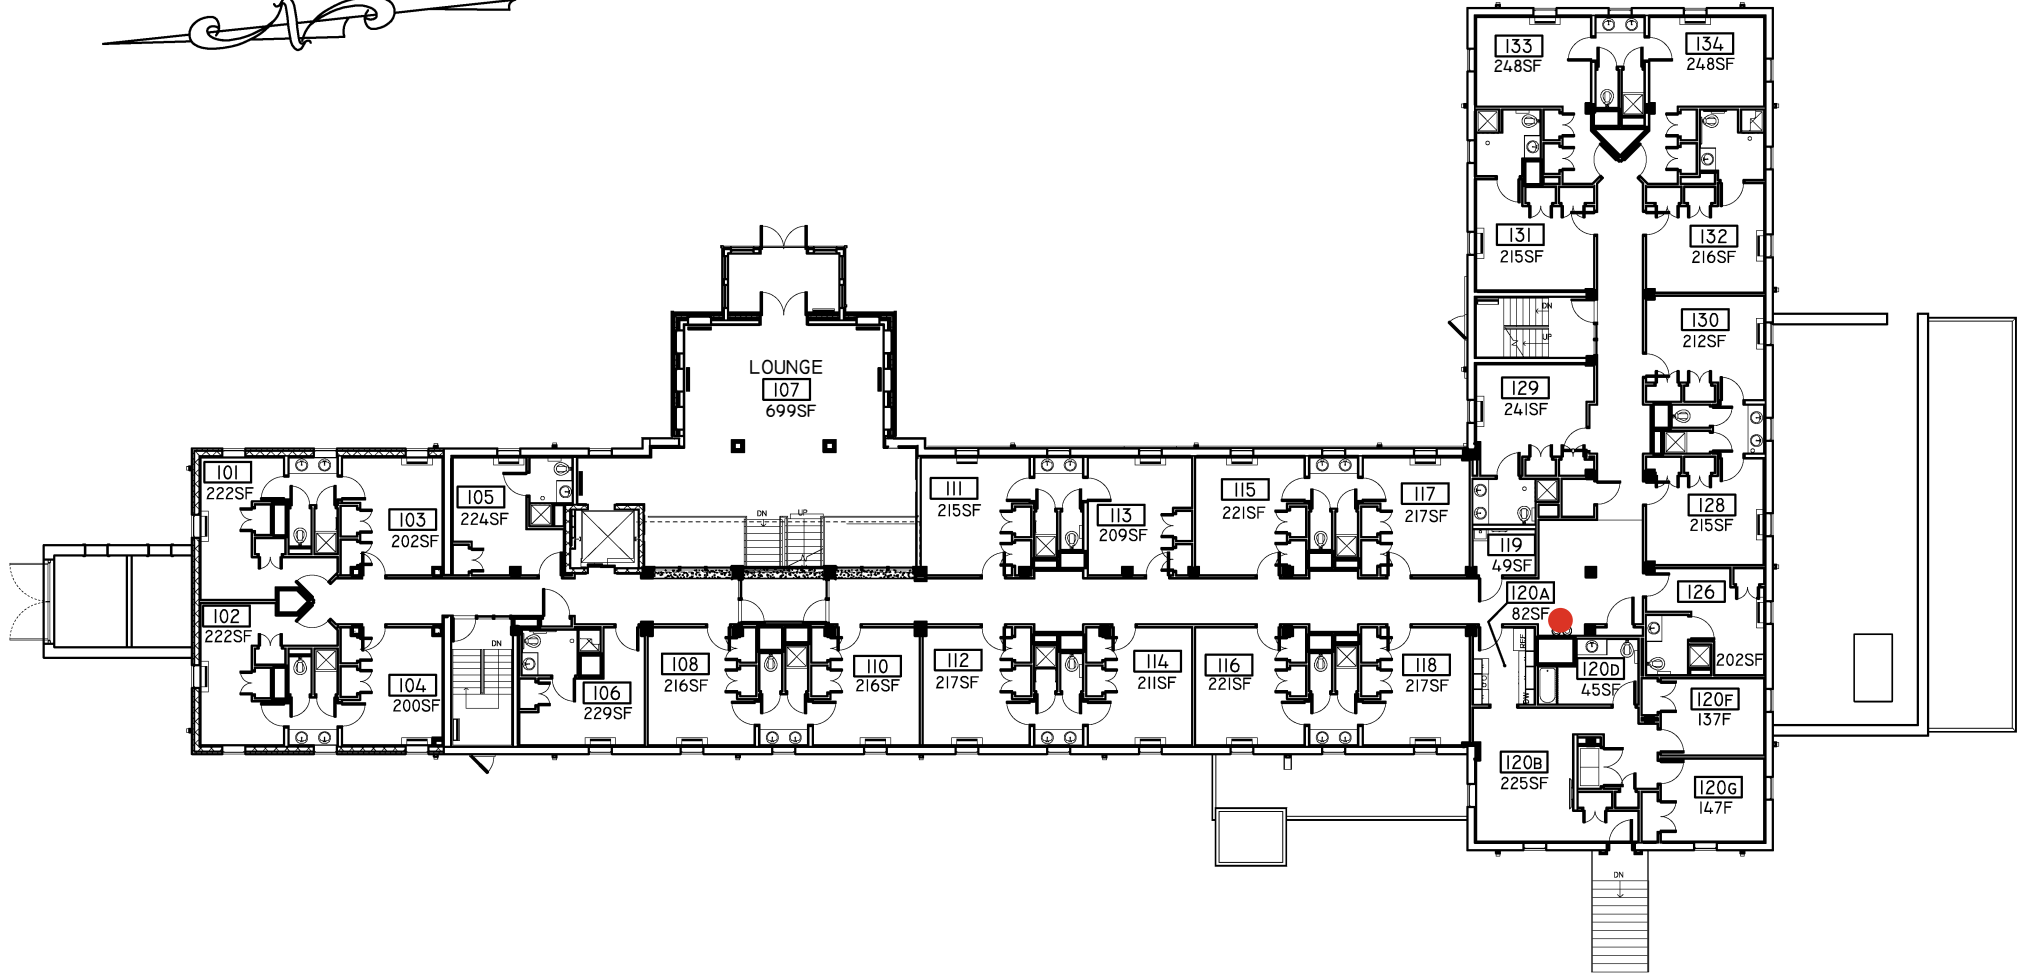 N
133
248SF
134
248SF
131
215SF
132
216SF
DN
UP
130
212SF
129
241SF
LOUNGE
107
699SF
101
222SF
103
202SF
105
224SF
DN
UP
111
215SF
113
209SF
115
221SF
117
217SF
128
215SF
119
49SF
120A
82SF
126
202SF
102
222SF
104
200SF
DN
106
229SF
108
216SF
110
216SF
112
217SF
114
211SF
116
221SF
118
217SF
REF
DW
120D
45SF
120F
137F
120B
225SF
120G
147F
DN